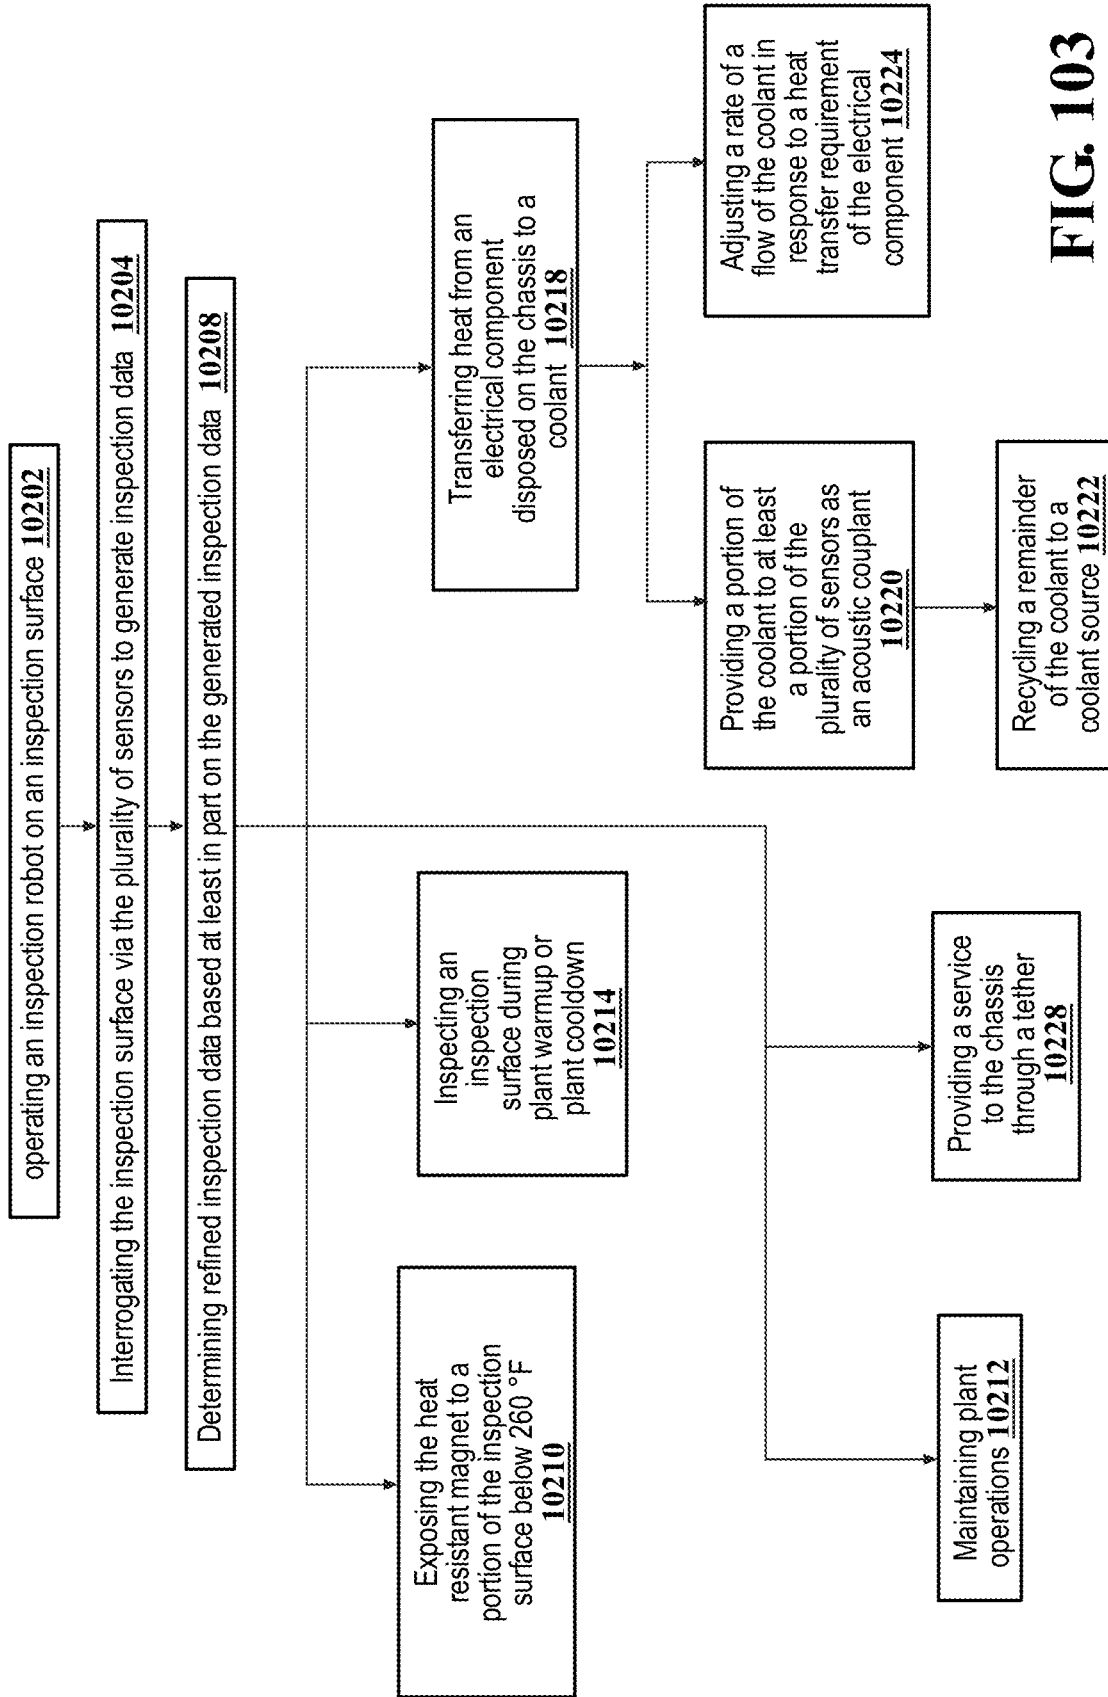 operating an inspection robot on an inspection surface 10202
Interrogating the inspection surface via the plurality of sensors to generate inspection data 10204
Determining refined inspection data based at least in part on the generated inspection data 10208
Exposing the heat
resistant magnet to a
portion of the inspection
surface below 260 °F
10210
Inspecting an
inspection
surface during
plant warmup or
plant cooldown
10214
Transferring heat from an
electrical component
disposed on the chassis to a
coolant 10218
Maintaining plant
operations 10212
Providing a service
to the chassis
through a tether
10228
Providing a portion of
the coolant to at least
a portion of the
plurality of sensors as
an acoustic couplant
10220
Adjusting a rate of a
flow of the coolant in
response to a heat
transfer requirement
of the electrical
component 10224
Recycling a remainder
of the coolant to a
coolant source 10222
FIG. 103